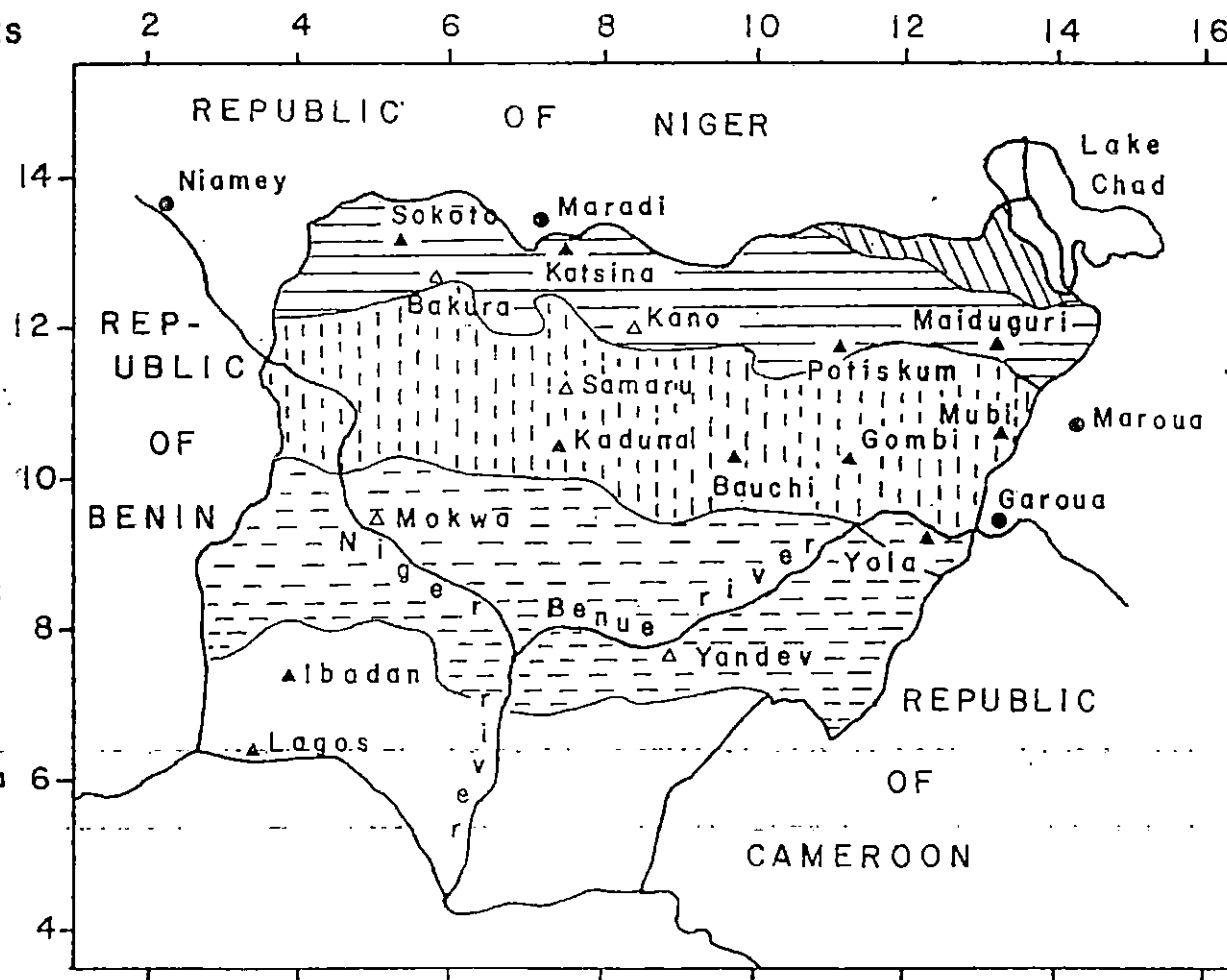 2 4 6 8 10 12 14 16
REPUBLIC OF NIGER
Lake
Chad
14
Niamey
Sokōto
Maradi
Katsina
Bakura
12
REP-
UBLIC
Kano
Maiduguri
Potiskum
Samaru
Mubi
Maroua
OF
Kaduna
Gombi
10
Bauchi
Garoua
BENIN
Mokwa
Niger river
Yola
Benue river
8
Yandev
Ibadan
REPUBLIC
Lagos
6
OF
CAMEROON
4